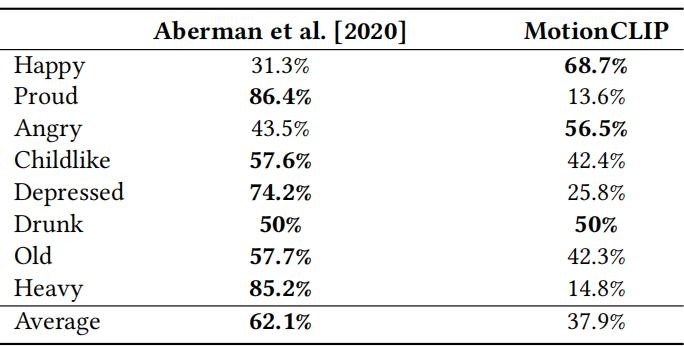 Aberman et al. [2020] MotionCLIP
Happy 31.3% 68.7%
Proud 86.4% 13.6%
Angry 43.5% 56.5%
Childlike 57.6% 42.4%
Depressed 74.2% 25.8%
Drunk 50% 50%
Old 57.7% 42.3%
Heavy 85.2% 14.8%
Average 62.1% 37.9%